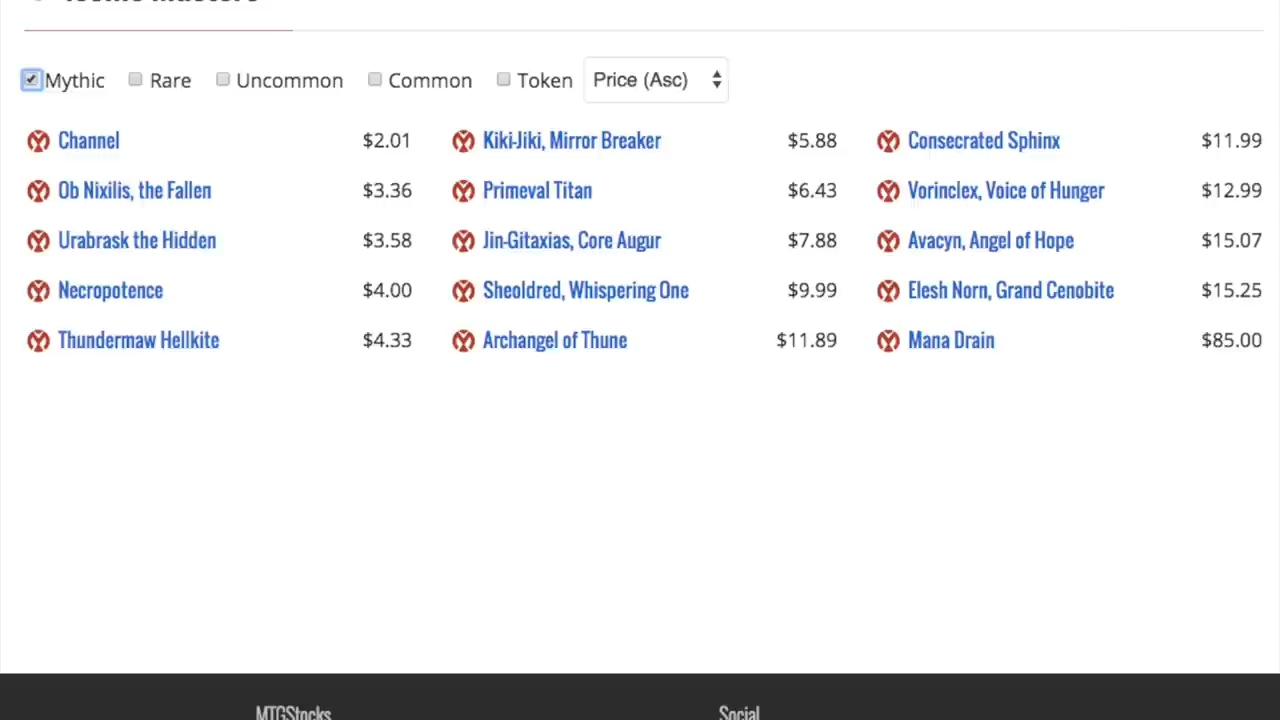 Mythic Rare Uncommon Common Token Price (Asc)
Channel $2.01 Kiki-Jiki, Mirror Breaker $5.88 Consecrated Sphinx $11.99
Ob Nixilis, the Fallen $3.36 Primeval Titan $6.43 Vorinclex, Voice of Hunger $12.99
Urabrask the Hidden $3.58 Jin-Gitaxias, Core Augur $7.88 Avacyn, Angel of Hope $15.07
Necropotence $4.00 Sheoldred, Whispering One $9.99 Elesh Norn, Grand Cenobite $15.25
Thundermaw Hellkite $4.33 Archangel of Thune $11.89 Mana Drain $85.00
MTGStocks Social